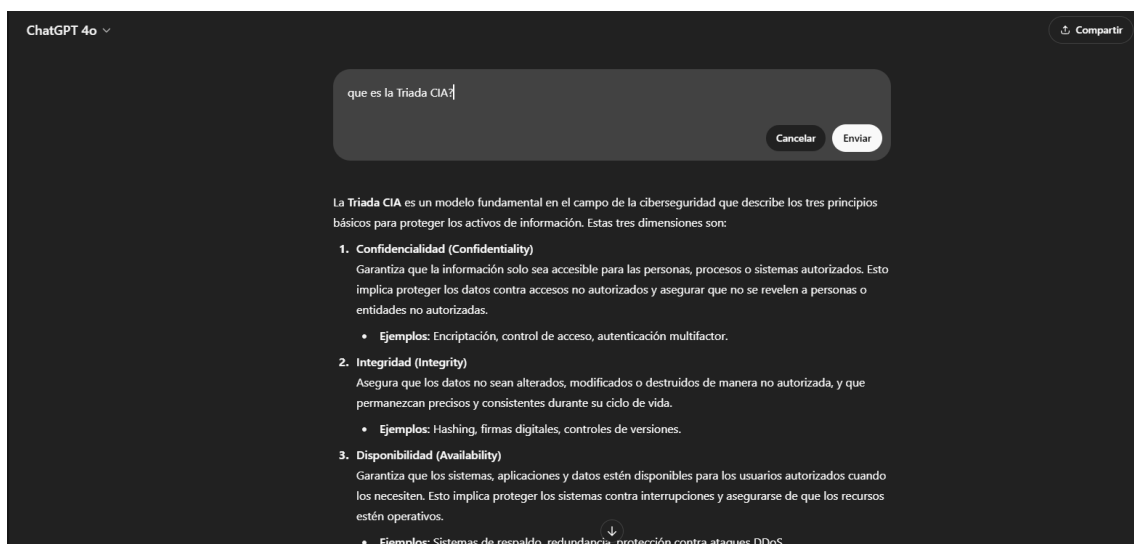 ChatGPT 4o
Compartir
que es la Triada CIA?
Cancelar
Enviar
La Triada CIA es un modelo fundamental en el campo de la ciberseguridad que describe los tres principios
básicos para proteger los activos de información. Estas tres dimensiones son:
1. Confidencialidad (Confidentiality)
Garantiza que la información solo sea accesible para las personas, procesos o sistemas autorizados. Esto
implica proteger los datos contra accesos no autorizados y asegurar que no se revelen a personas o
entidades no autorizadas.
• Ejemplos: Encriptación, control de acceso, autenticación multifactor.
2. Integridad (Integrity)
Asegura que los datos no sean alterados, modificados o destruidos de manera no autorizada, y que
permanezcan precisos y consistentes durante su ciclo de vida.
• Ejemplos: Hashing, firmas digitales, controles de versiones.
3. Disponibilidad (Availability)
Garantiza que los sistemas, aplicaciones y datos estén disponibles para los usuarios autorizados cuando
los necesiten. Esto implica proteger los sistemas contra interrupciones y asegurarse de que los recursos
estén operativos.
• Ejemplos: Sistemas de respaldo, redundancia, protección contra ataques DDoS.